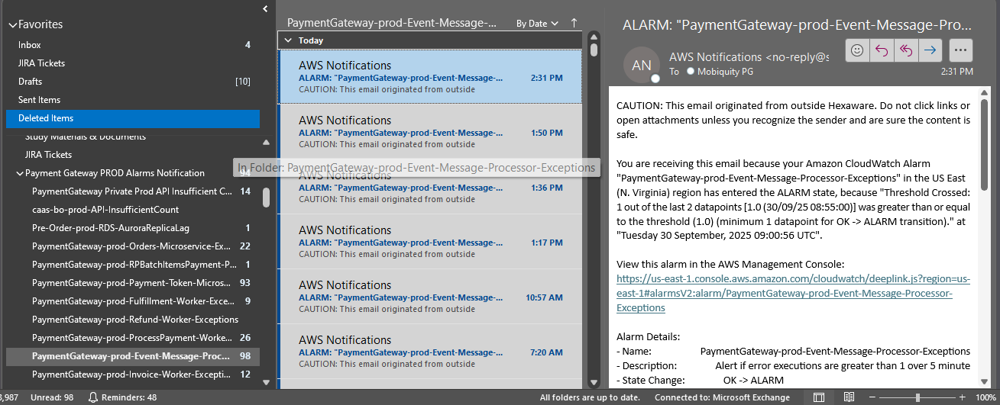 Favorites
Inbox 4
JIRA Tickets
Drafts [10]
Sent Items
Deleted Items
Study Materials & Documents
JIRA Tickets
Payment Gateway PROD Alarms Notification 94
PaymentGateway Private Prod API Insufficient C... 14
caas-bo-prod-API-InsufficientCount
Pre-Order-prod-RDS-AuroraReplicaLag 1
PaymentGateway-prod-Orders-Microservice-Ex... 22
PaymentGateway-prod-RPBatchItemsPayment-P... 1
PaymentGateway-prod-Payment-Token-Micros... 93
PaymentGateway-prod-Fulfillment-Worker-Exce... 9
PaymentGateway-prod-Refund-Worker-Exceptions
PaymentGateway-prod-ProcessPayment-Worke... 26
PaymentGateway-prod-Event-Message-Proc... 98
PaymentGateway-prod-Invoice-Worker-Excepti... 12
In Folder: PaymentGateway-prod-Event-Message-Processor-Exceptions
PaymentGateway-prod-Event-Message-... By Date
Today
AWS Notifications
ALARM: "PaymentGateway-prod-Event-Message-... 2:31 PM
CAUTION: This email originated from outside
AWS Notifications
ALARM: "PaymentGateway-prod-Event-Message-... 1:50 PM
CAUTION: This email originated from outside
AWS Notifications
ALARM: "PaymentGateway-prod-Event-Message-... 1:36 PM
CAUTION: This email originated from outside
AWS Notifications
ALARM: "PaymentGateway-prod-Event-Message-... 1:17 PM
CAUTION: This email originated from outside
AWS Notifications
ALARM: "PaymentGateway-prod-Event-Message-... 10:57 AM
CAUTION: This email originated from outside
AWS Notifications
ALARM: "PaymentGateway-prod-Event-Message-... 7:20 AM
CAUTION: This email originated from outside
ALARM: "PaymentGateway-prod-Event-Message-Pro...
AN
AWS Notifications <no-reply@s
To Mobiquity PG 2:31 PM
CAUTION: This email originated from outside Hexaware. Do not click links or
open attachments unless you recognize the sender and are sure the content is
safe.
You are receiving this email because your Amazon CloudWatch Alarm
"PaymentGateway-prod-Event-Message-Processor-Exceptions" in the US East
(N. Virginia) region has entered the ALARM state, because "Threshold Crossed:
1 out of the last 2 datapoints [1.0 (30/09/25 08:55:00)] was greater than or equal
to the threshold (1.0) (minimum 1 datapoint for OK -> ALARM transition)." at
"Tuesday 30 September, 2025 09:00:56 UTC".
View this alarm in the AWS Management Console:
https://us-east-1.console.aws.amazon.com/cloudwatch/deeplink.js?region=us-
east-1#alarmsV2:alarm/PaymentGateway-prod-Event-Message-Processor-
Exceptions
Alarm Details:
- Name: PaymentGateway-prod-Event-Message-Processor-Exceptions
- Description: Alert if error executions are greater than 1 over 5 minute
- State Change: OK -> ALARM
3,987 Unread: 98 Reminders: 48 All folders are up to date. Connected to: Microsoft Exchange 100%